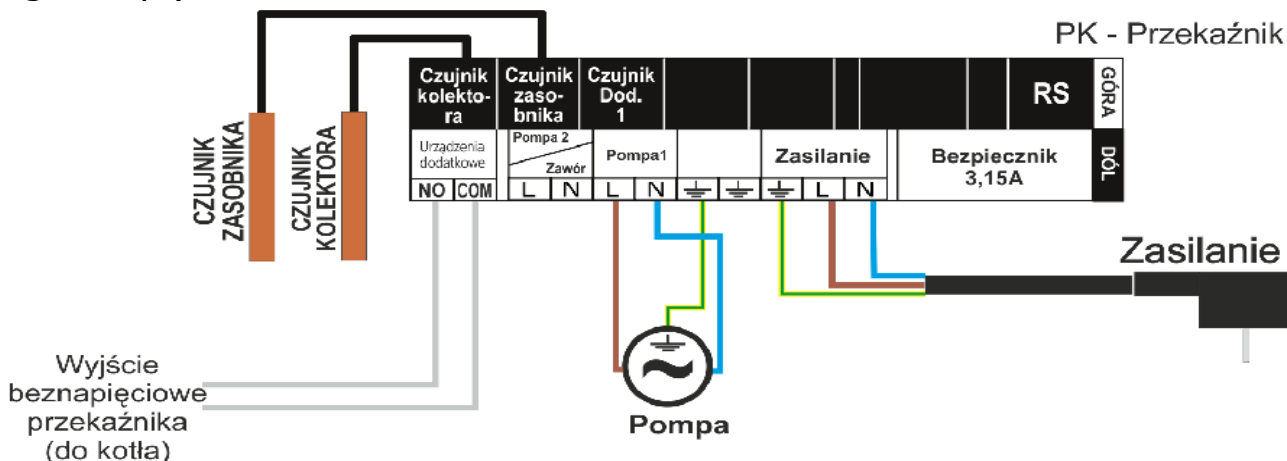 PK - Przekaźnik
Czujnik
kolekto-
ra
Czujnik
zaso-
bnika
Czujnik
Dod.
1
RS
GÓRA
Urządzenia
dodatkowe
NO COM
Pompa 2
Zawór
L N
Pompa1
L N
Zasilanie
L N
Bezpiecznik
3,15A
DÓL
CZUJNIK
ZASOBNIKA
CZUJNIK
KOLEKTORA
Zasilanie
Wyjście
beznapięciowe
przekaźnika
(do kotła)
Pompa